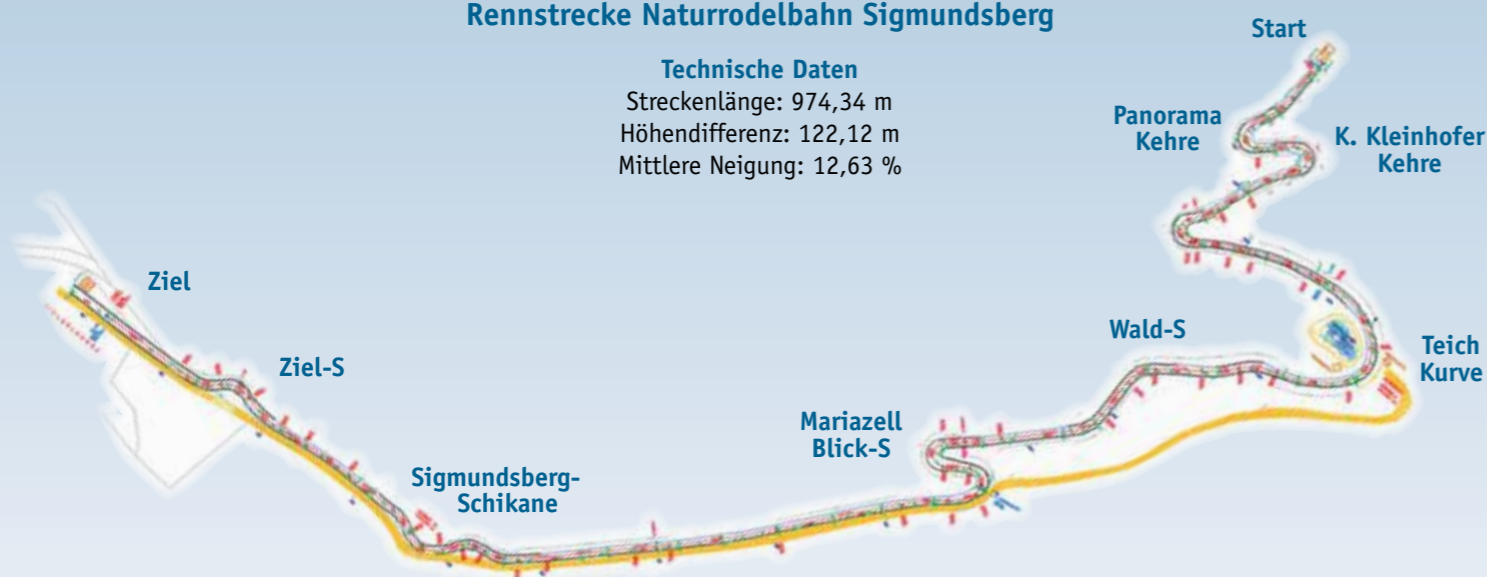 Rennstrecke Naturrodelbahn Sigmundsberg
Technische Daten
Streckenlänge: 974,34 m
Höhendifferenz: 122,12 m
Mittlere Neigung: 12,63 %
Start
Panorama
Kehre
K. Kleinhofer
Kehre
Teich
Kurve
Wald-S
Mariazell
Blick-S
Sigmundsberg-
Schikane
Ziel-S
Ziel